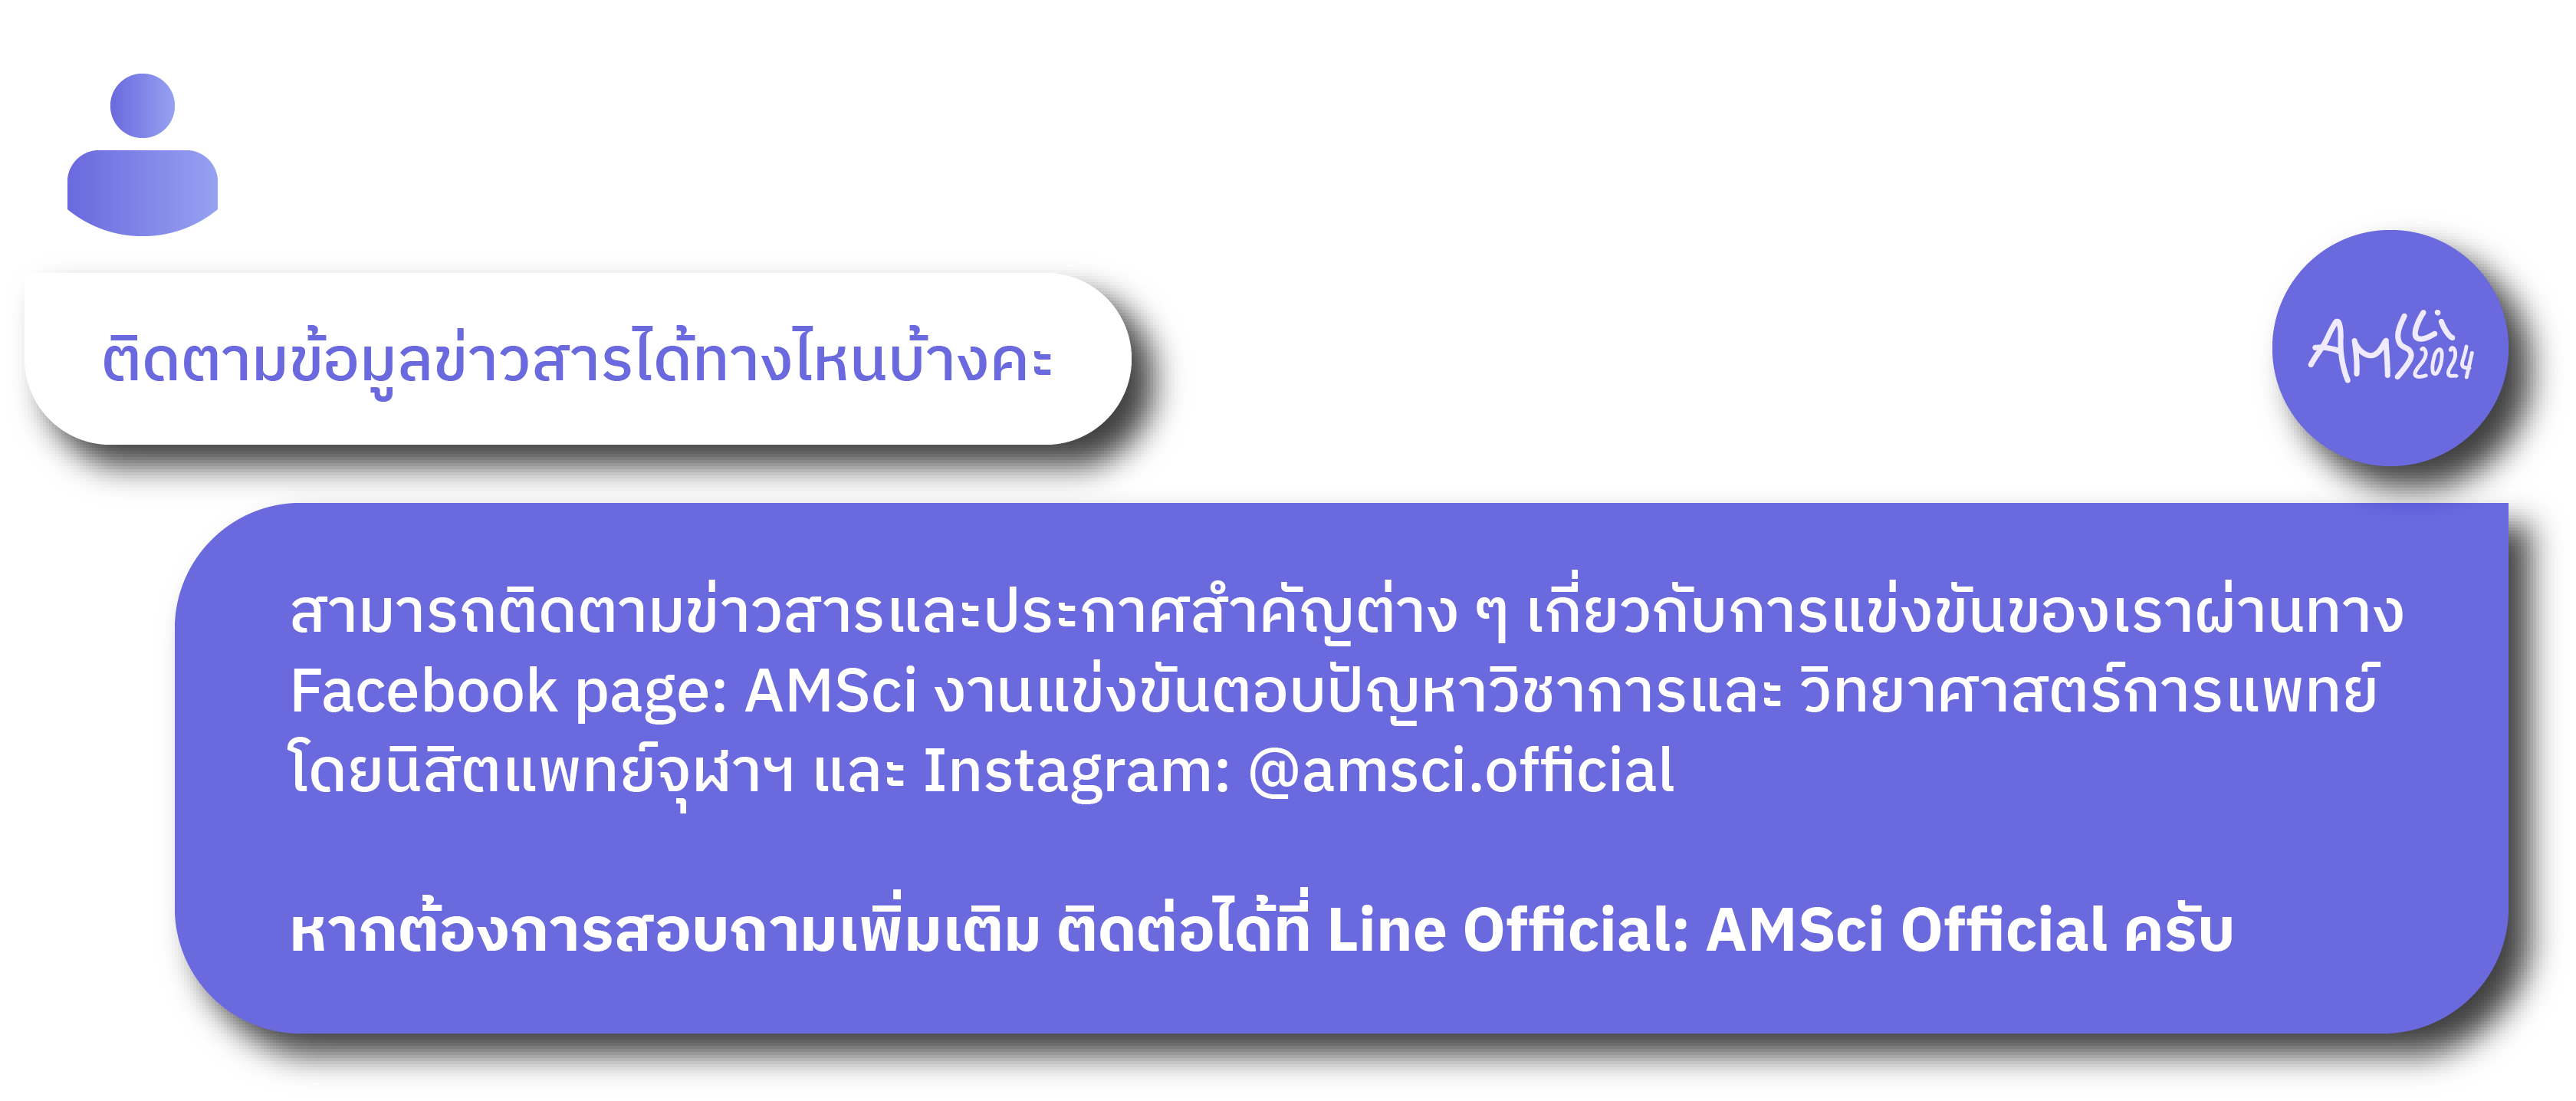 ติดตามข้อมูลข่าวสารได้ทางไหนบ้างคะ
AMSci
2024
สามารถติดตามข่าวสารและประกาศสำคัญต่าง ๆ เกี่ยวกับการแข่งขันของเราผ่านทาง
Facebook page: AMSci งานแข่งขันตอบปัญหาวิชาการและ วิทยาศาสตร์การแพทย์
โดยนิสิตแพทย์จุฬาฯ และ Instagram: @amsci.official
หากต้องการสอบถามเพิ่มเติม ติดต่อได้ที่ Line Official: AMSci Official ครับ